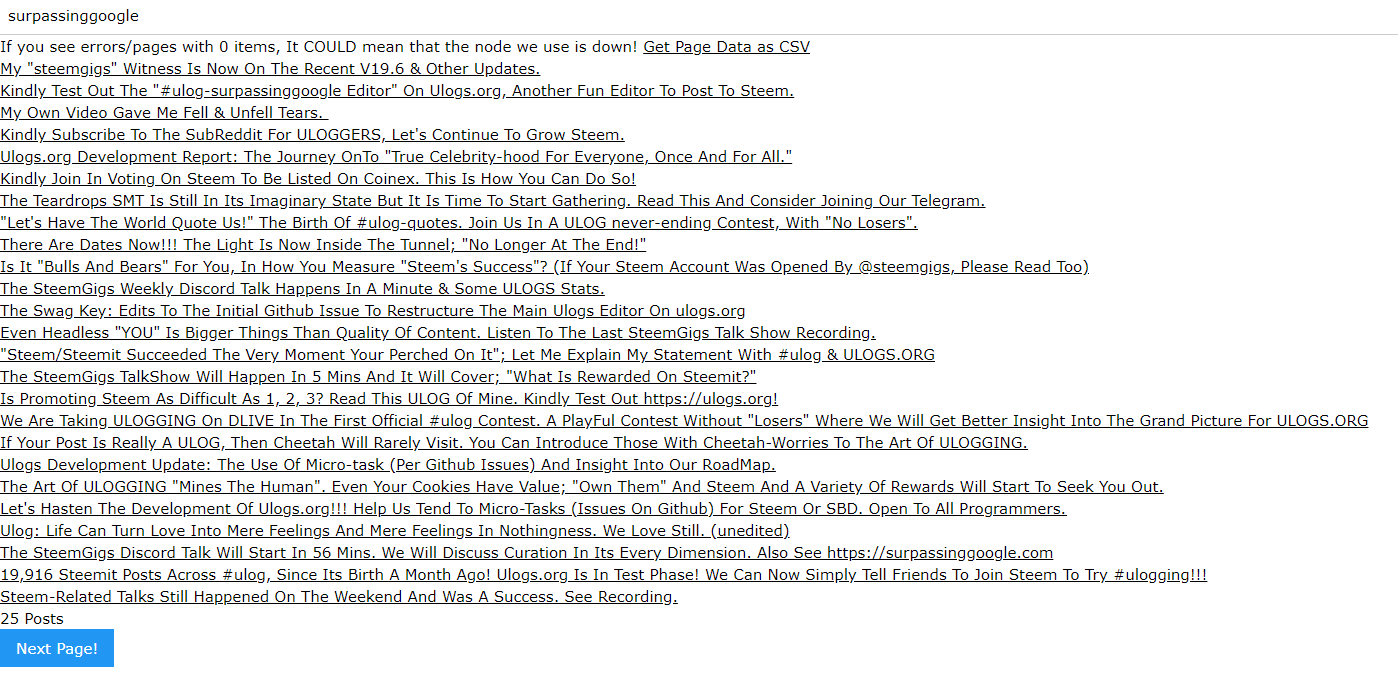 surpassinggoogle
If you see errors/pages with 0 items, It COULD mean that the node we use is down! Get Page Data as CSV
My "steemgigs" Witness Is Now On The Recent V19.6 & Other Updates.
Kindly Test Out The "#ulog-surpassinggoogle Editor" On Ulogs.org, Another Fun Editor To Post To Steem.
My Own Video Gave Me Fell & Unfell Tears.
Kindly Subscribe To The SubReddit For ULOGGERS, Let's Continue To Grow Steem.
Ulogs.org Development Report: The Journey OnTo "True Celebrity-hood For Everyone, Once And For All."
Kindly Join In Voting On Steem To Be Listed On Coinex. This Is How You Can Do So!
The Teardrops SMT Is Still In Its Imaginary State But It Is Time To Start Gathering. Read This And Consider Joining Our Telegram.
"Let's Have The World Quote Us!" The Birth Of #ulog-quotes. Join Us In A ULOG never-ending Contest, With "No Losers".
There Are Dates Now!!! The Light Is Now Inside The Tunnel; "No Longer At The End!"
Is It "Bulls And Bears" For You, In How You Measure "Steem's Success"? (If Your Steem Account Was Opened By @steemgigs, Please Read Too)
The SteemGigs Weekly Discord Talk Happens In A Minute & Some ULOGS Stats.
The Swag Key: Edits To The Initial Github Issue To Restructure The Main Ulogs Editor On ulogs.org
Even Headless "YOU" Is Bigger Things Than Quality Of Content. Listen To The Last SteemGigs Talk Show Recording.
"Steem/Steemit Succeeded The Very Moment Your Perched On It"; Let Me Explain My Statement With #ulog & ULOGS.ORG
The SteemGigs TalkShow Will Happen In 5 Mins And It Will Cover; "What Is Rewarded On Steemit?"
Is Promoting Steem As Difficult As 1, 2, 3? Read This ULOG Of Mine. Kindly Test Out https://ulogs.org!
We Are Taking ULOGGING On DLIVE In The First Official #ulog Contest. A PlayFul Contest Without "Losers" Where We Will Get Better Insight Into The Grand Picture For ULOGS.ORG
If Your Post Is Really A ULOG, Then Cheetah Will Rarely Visit. You Can Introduce Those With Cheetah-Worries To The Art Of ULOGGING.
Ulogs Development Update: The Use Of Micro-task (Per Github Issues) And Insight Into Our RoadMap.
The Art Of ULOGGING "Mines The Human". Even Your Cookies Have Value; "Own Them" And Steem And A Variety Of Rewards Will Start To Seek You Out.
Let's Hasten The Development Of Ulogs.org!!! Help Us Tend To Micro-Tasks (Issues On Github) For Steem Or SBD. Open To All Programmers.
Ulog: Life Can Turn Love Into Mere Feelings And Mere Feelings In Nothingness. We Love Still. (unedited)
The SteemGigs Discord Talk Will Start In 56 Mins. We Will Discuss Curation In Its Every Dimension. Also See https://surpassinggoogle.com
19,916 Steemit Posts Across #ulog, Since Its Birth A Month Ago! Ulogs.org Is In Test Phase! We Can Now Simply Tell Friends To Join Steem To Try #ulogging!!!
Steem-Related Talks Still Happened On The Weekend And Was A Success. See Recording.
25 Posts
Next Page!